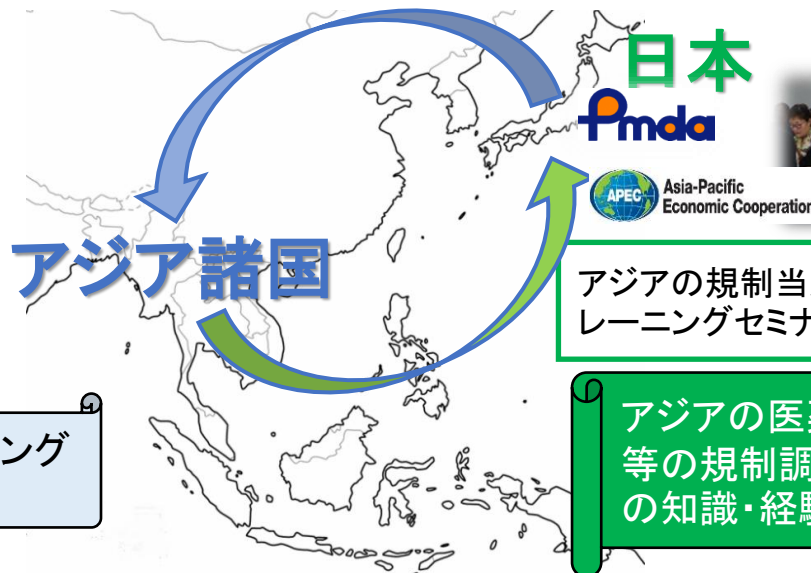 日本
Pmda
APEC
Asia-Pacific
Economic Cooperation
アジア諸国
アジアの規制当
レーニングセミナ
ング
アジアの医
等の規制調
の知識・経験